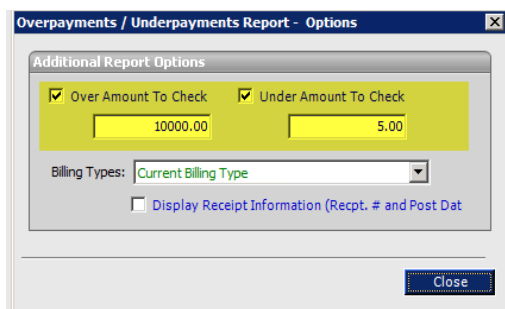 Overpayments / Underpayments Report - Options
Additional Report Options
Over Amount To Check Under Amount To Check
10000.00 5.00
Billing Types: Current Billing Type
Display Receipt Information (Recpt. # and Post Dat
Close